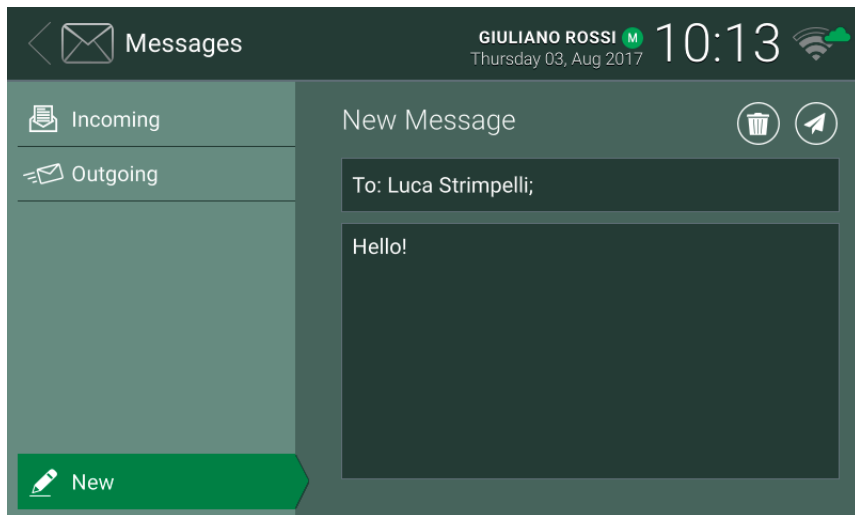 Messages
GIULIANO ROSSI M
Thursday 03, Aug 2017
10:13
Incoming
Outgoing
New
New Message
To: Luca Strimpelli;
Hello!